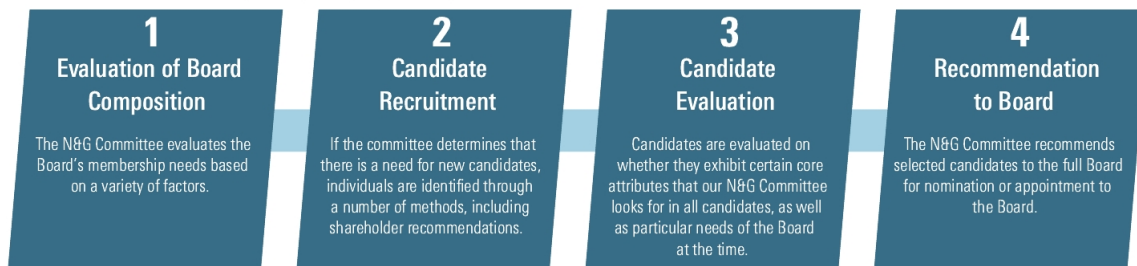 1
Evaluation of Board
Composition
The N&G Committee evaluates the
Board's membership needs based
on a variety of factors.
2
Candidate
Recruitment
If the committee determines that
there is a need for new candidates,
individuals are identified through
a number of methods, including
shareholder recommendations.
3
Candidate
Evaluation
Candidates are evaluated on
whether they exhibit certain core
attributes that our N&G Committee
looks for in all candidates, as well
as particular needs of the Board
at the time.
4
Recommendation
to Board
The N&G Committee recommends
selected candidates to the full Board
for nomination or appointment to
the Board.